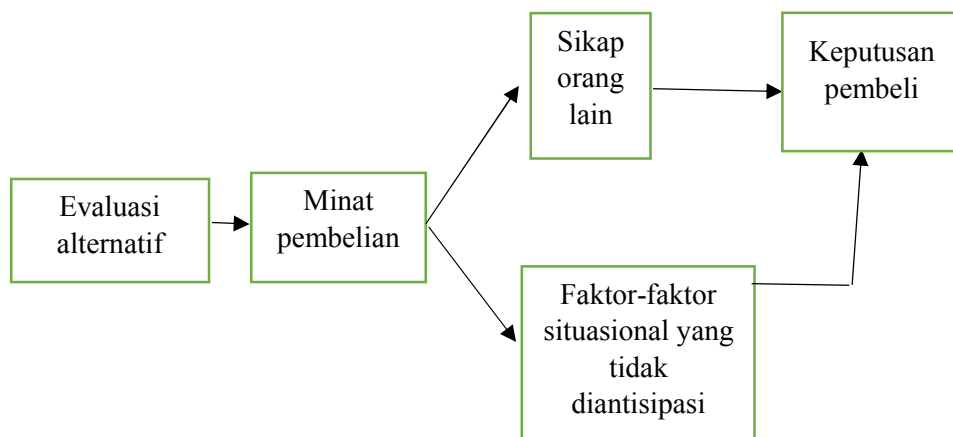 Evaluasi
alternatif
Minat
pembelian
Sikap
orang
lain
Faktor-faktor
situasional yang
tidak
diantisipasi
Keputusan
pembeli